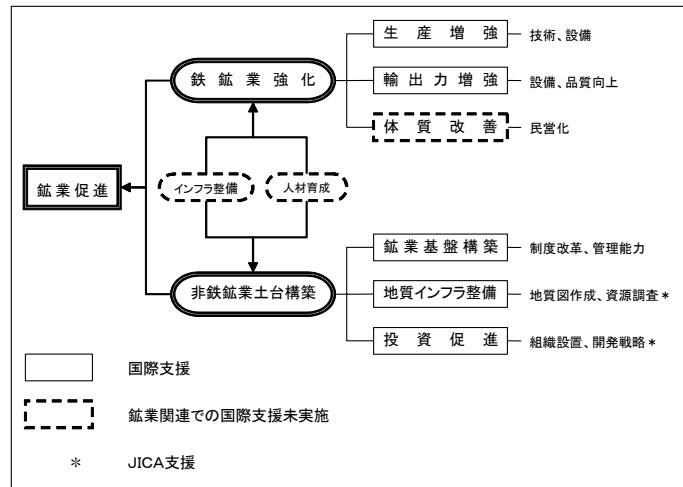 生産増強 技術、設備
鉄鉱業強化 輸出力増強 設備、品質向上
体質改善 民営化
鉱業促進 インフラ整備 人材育成
鉱業基盤構築 制度改革、管理能力
非鉄鉱業土台構築 地質インフラ整備 地質図作成、資源調査*
投資促進 組織設置、開発戦略*
国際支援
鉱業関連での国際支援未実施
* JICA支援